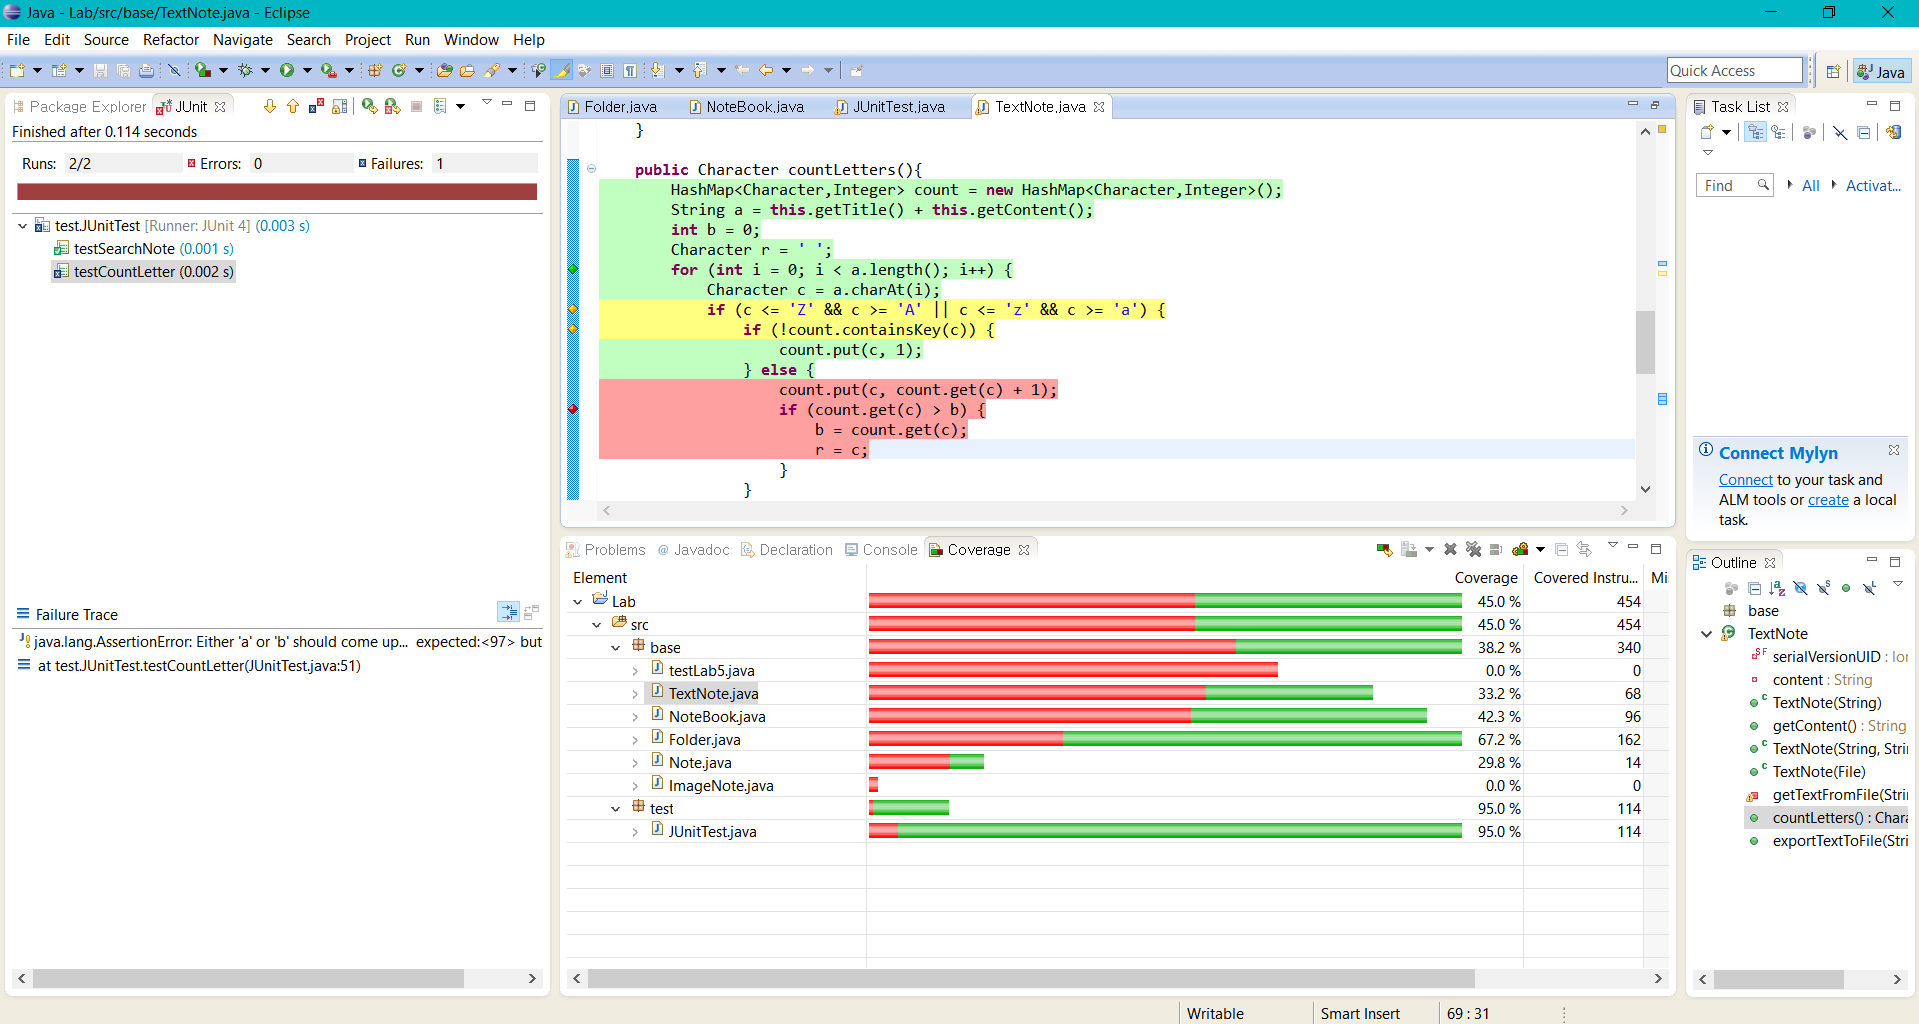 Java - Lab/src/base/TextNote.java - Eclipse
File Edit Source Refactor Navigate Search Project Run Window Help
Quick Access
Java
Package Explorer JUnit
Finished after 0.114 seconds
Runs: 2/2 Errors: 0 Failures: 1
test.JUnitTest [Runner: JUnit 4] (0.003 s)
testSearchNote (0.001 s)
testCountLetter (0.002 s)
Failure Trace
java.lang.AssertionError: Either 'a' or 'b' should come up... expected:<97> but
at test.JUnitTest.testCountLetter(JUnitTest.java:51)
Folder.java NoteBook.java JUnitTest.java TextNote.java
}
public Character countLetters(){
HashMap<Character,Integer> count = new HashMap<Character,Integer>();
String a = this.getTitle() + this.getContent();
int b = 0;
Character r = ' ';
for (int i = 0; i < a.length(); i++) {
Character c = a.charAt(i);
if (c <= 'Z' && c >= 'A' || c <= 'z' && c >= 'a') {
if (!count.containsKey(c)) {
count.put(c, 1);
} else {
count.put(c, count.get(c) + 1);
if (count.get(c) > b) {
b = count.get(c);
r = c;
}
}
Problems @ Javadoc Declaration Console Coverage
Element Coverage Covered Instru... Mi
Lab 45.0 % 454
src 45.0 % 454
base 38.2 % 340
testLab5.java 0.0 % 0
TextNote.java 33.2 % 68
NoteBook.java 42.3 % 96
Folder.java 67.2 % 162
Note.java 29.8 % 14
ImageNote.java 0.0 % 0
test 95.0 % 114
JUnitTest.java 95.0 % 114
Task List
Find All Activat...
Connect Mylyn
Connect to your task and
ALM tools or create a local
task.
Outline
base
TextNote
serialVersionUID : lor
content : String
TextNote(String)
getContent() : String
TextNote(String, Stri
TextNote(File)
getTextFromFile(Stri
countLetters() : Chara
exportTextToFile(Stri
Writable Smart Insert 69 : 31